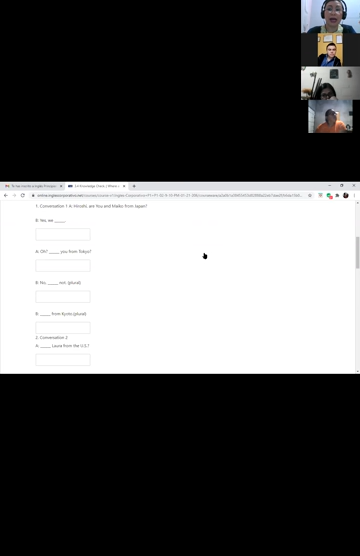 1. Conversation 1 A: Hiroshi, are You and Maiko from Japan?
B: Yes, we _____.
A: Oh? _____ you from Tokyo?
B: No, _____ not. (plural)
B: _____ from Kyoto.(plural)
2. Conversation 2
A: _____ Laura from the U.S.?